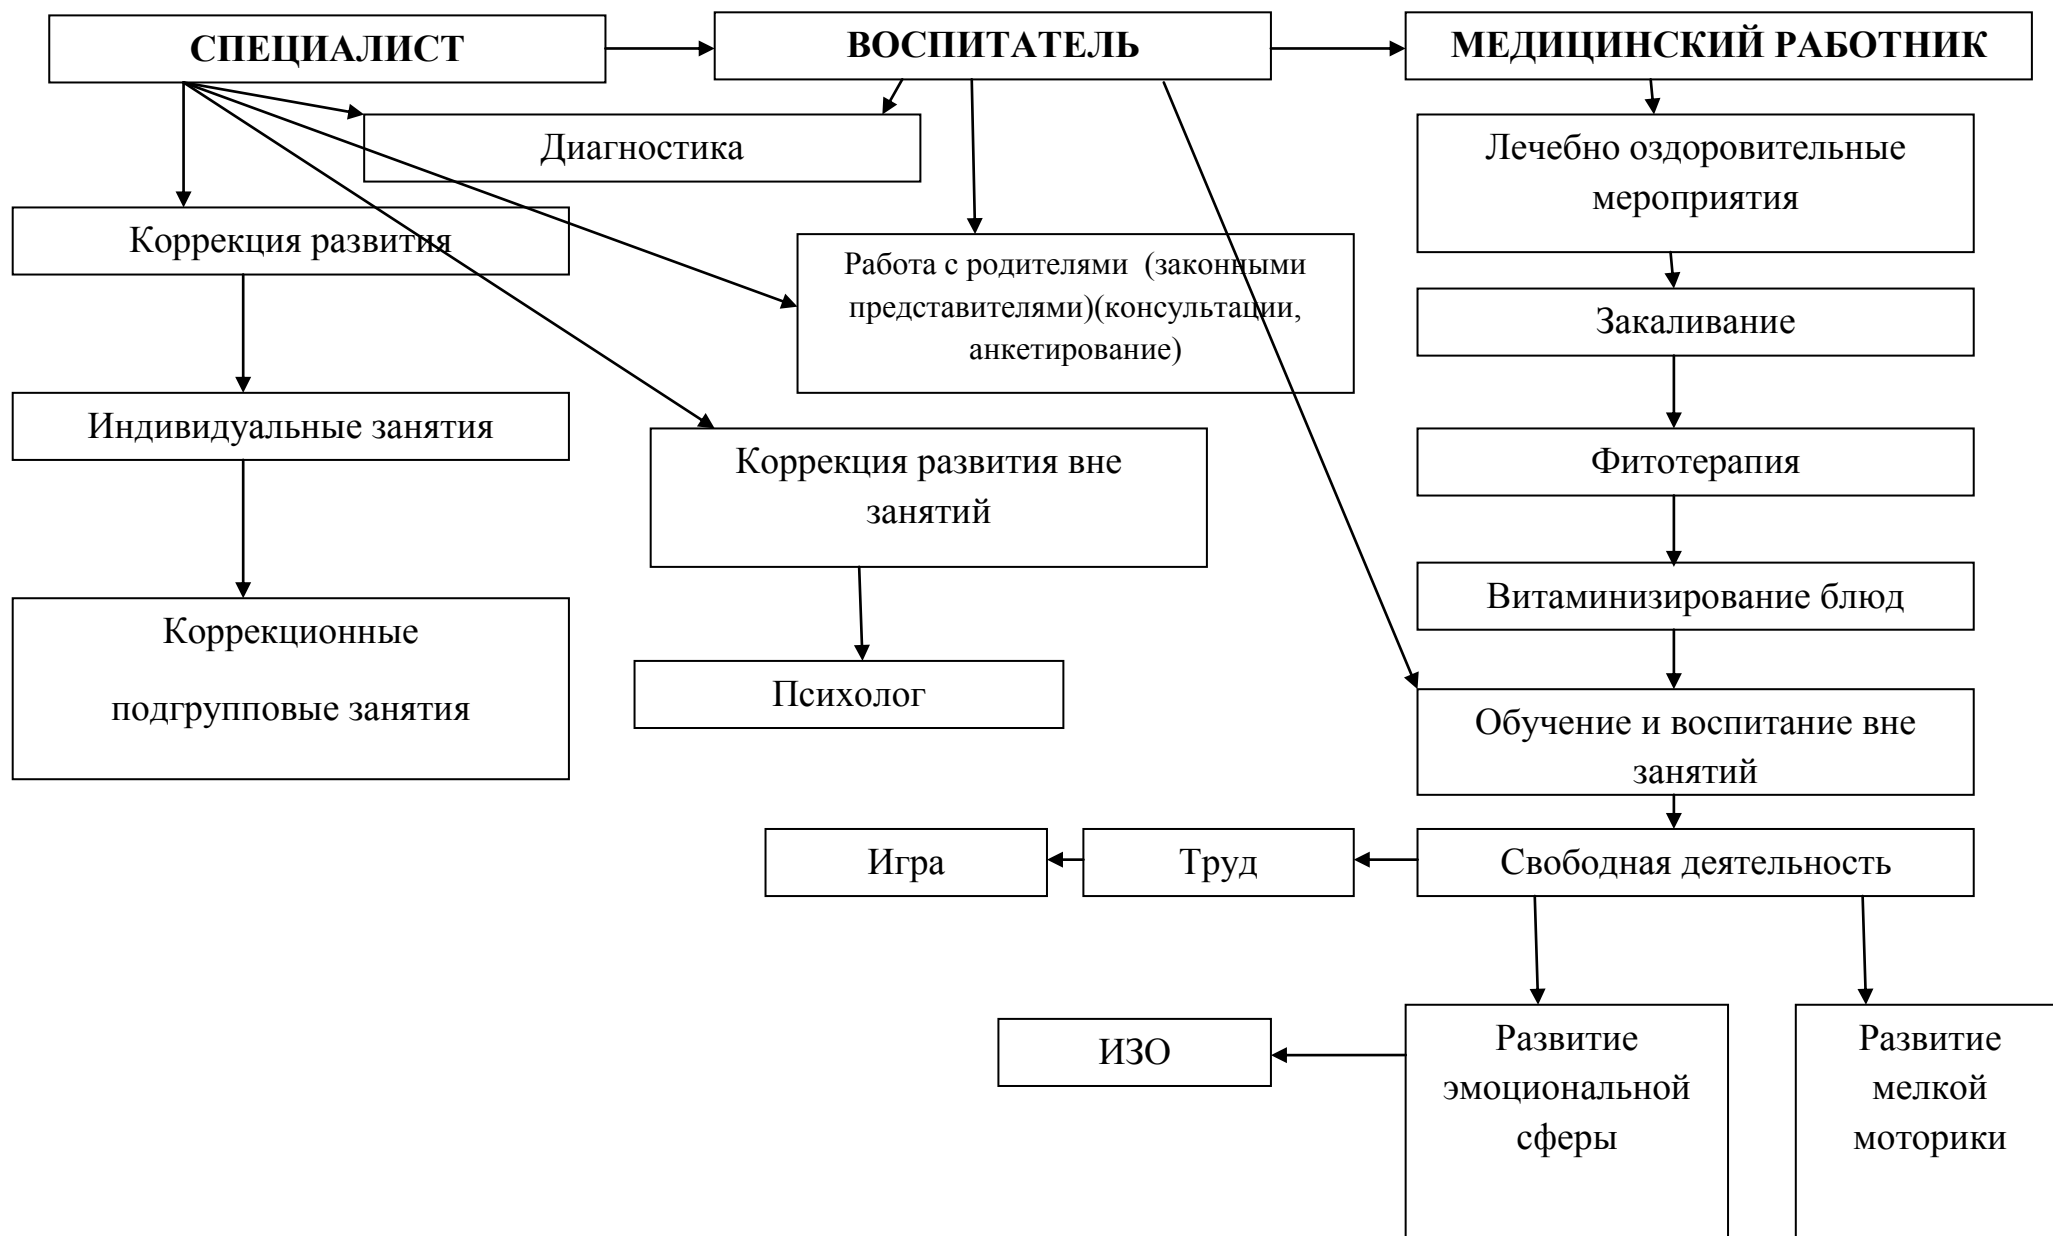 СПЕЦИАЛИСТ
ВОСПИТАТЕЛЬ
МЕДИЦИНСКИЙ РАБОТНИК
Диагностика
Лечебно оздоровительные
мероприятия
Коррекция развития
Работа с родителями (законными
представителями)(консультации,
анкетирование)
Закаливание
Индивидуальные занятия
Коррекция развития вне
занятий
Фитотерапия
Витаминизирование блюд
Коррекционные
подгрупповые занятия
Психолог
Обучение и воспитание вне
занятий
Игра
Труд
Свободная деятельность
ИЗО
Развитие
эмоциональной
сферы
Развитие
мелкой
моторики